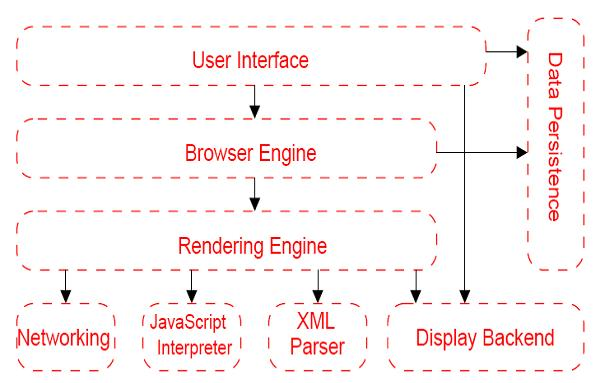 User Interface
Data Persistence
Browser Engine
Rendering Engine
Networking
JavaScript
Interpreter
XML
Parser
Display Backend